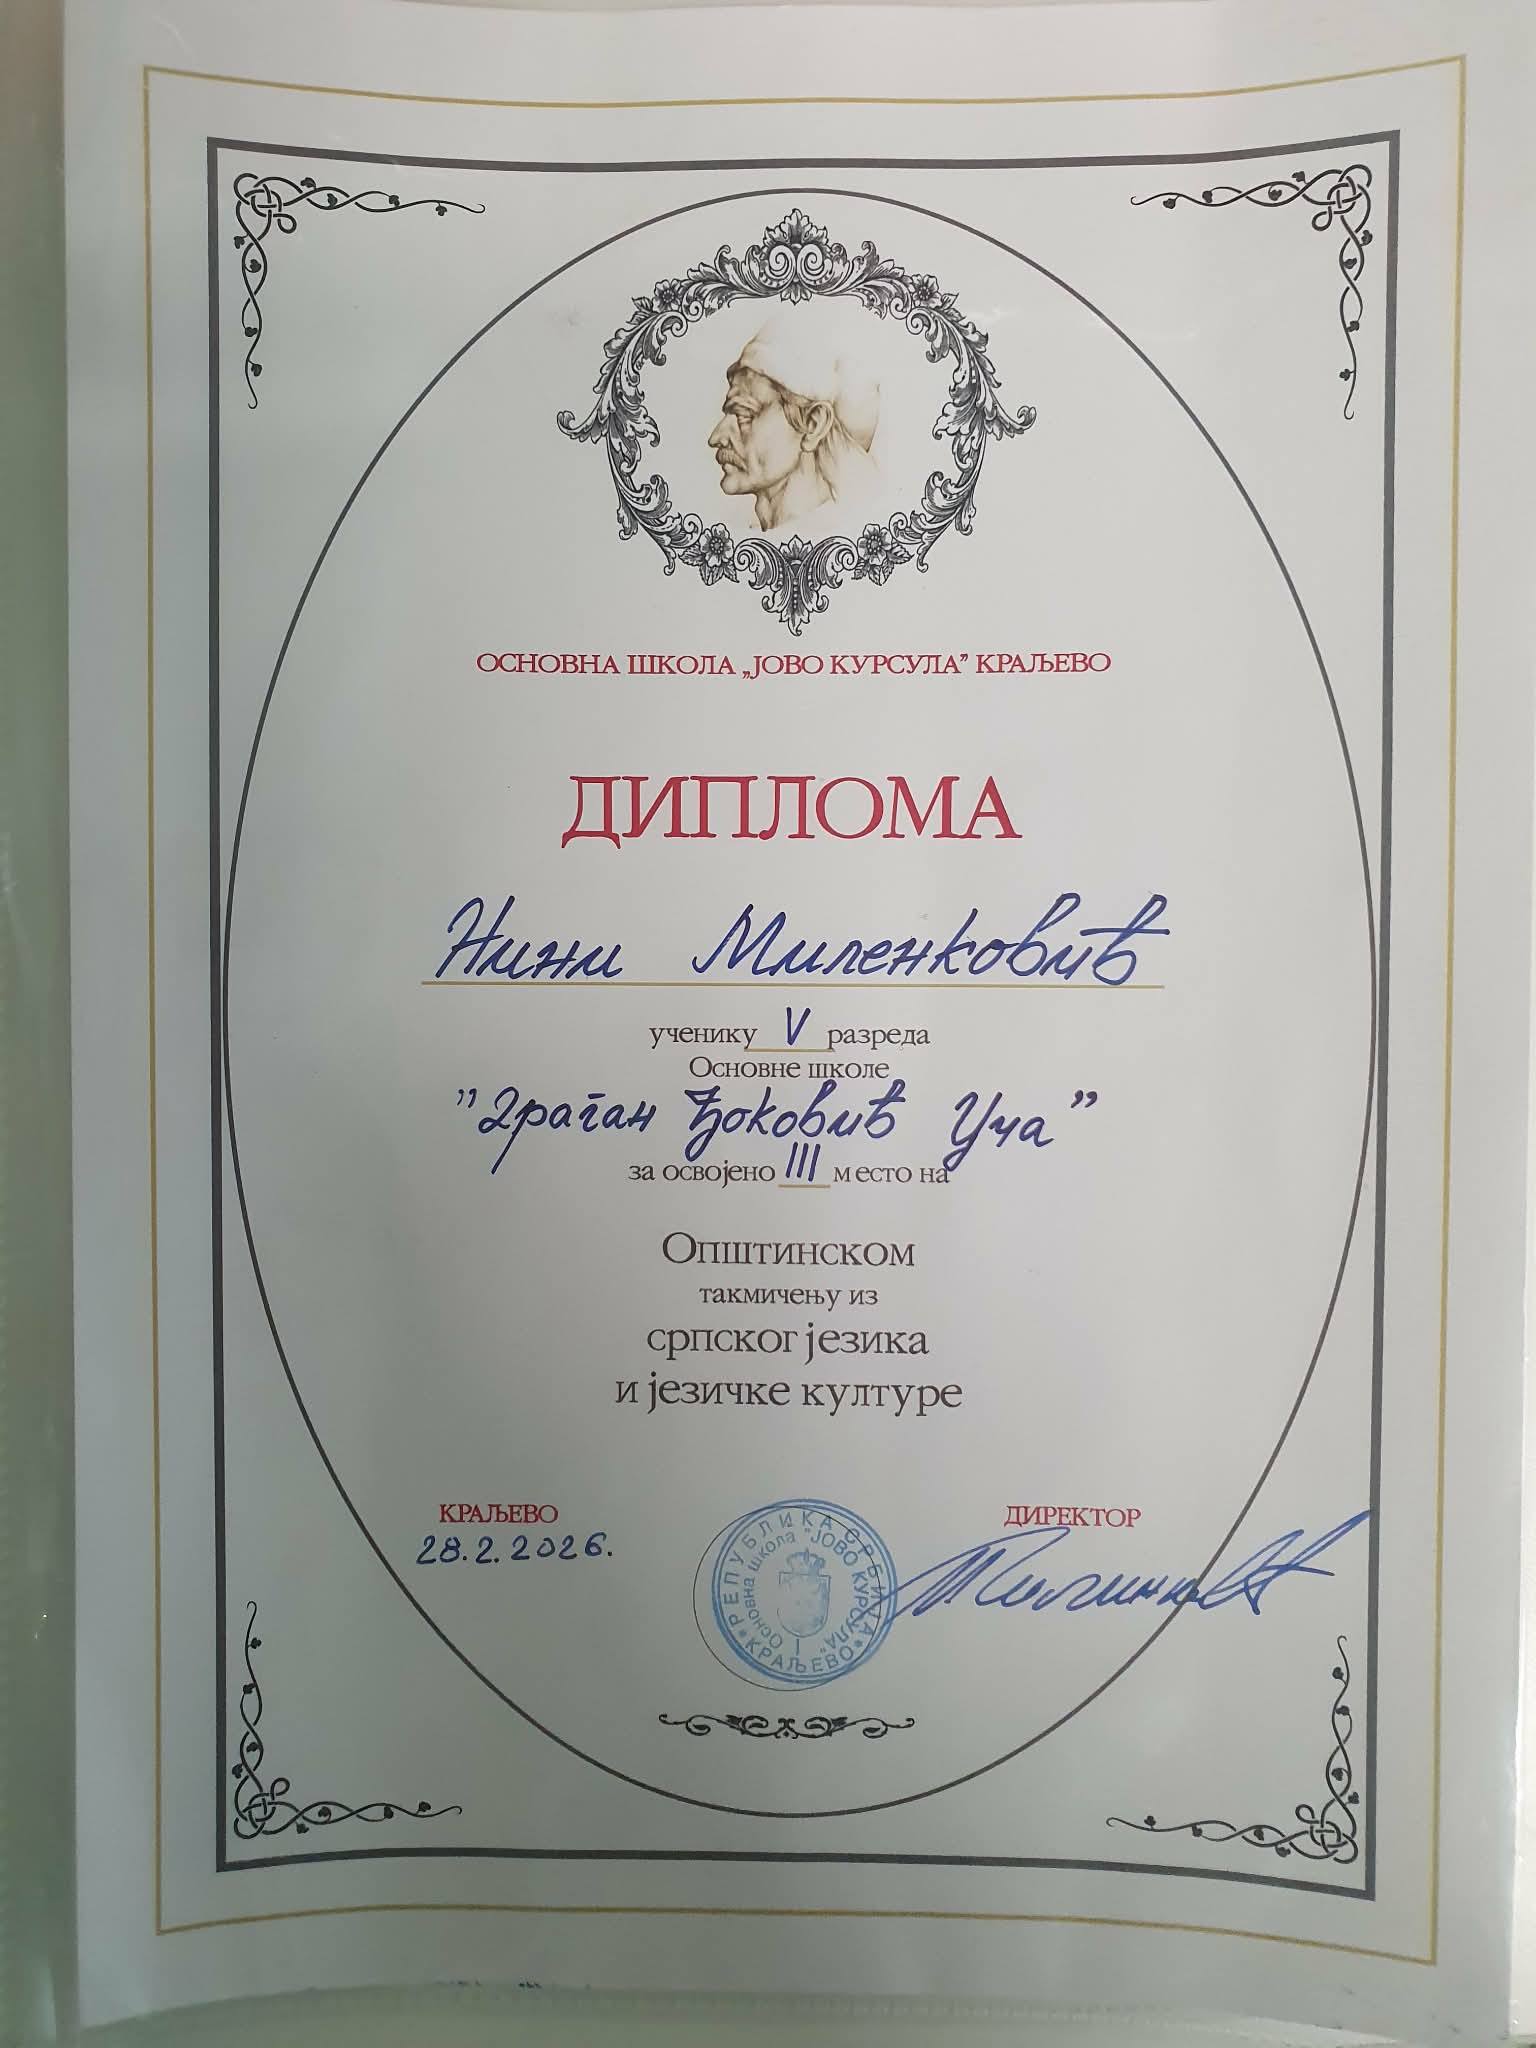 ОСНОВНА ШКОЛА „ЈОВО КУРСУЛА” КРАЉЕВО
ДИПЛОМА
Нини Миленковић
ученику V разреда
Основне школе
"Драган Ђоковић Уча"
за освојено III место на
Општинском
такмичењу из
српског језика
и језичке културе
КРАЉЕВО
28.2.2026.
РЕПУБЛИКА СРБИЈА
Основна школа "ЈОВО КУРСУЛА"
I
КРАЉЕВО
ДИРЕКТОР